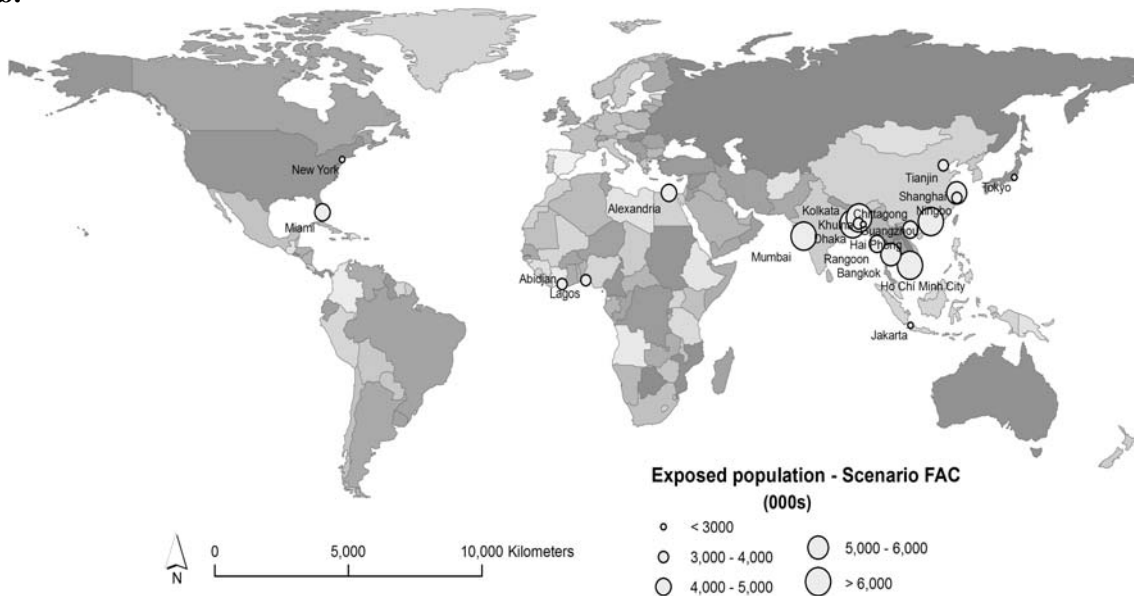 New York
Miami
Alexandria
Abidjan
Lagos
Tianjin
Tokyo
Shanghai
Ningbo
Kolkata
Chittagong
Khulna
Guangzhou
Dhaka
Hai Phong
Mumbai
Rangoon
Bangkok
Ho Chi Minh City
Jakarta
Exposed population - Scenario FAC
(000s)
< 3000
3,000 - 4,000
4,000 - 5,000
5,000 - 6,000
> 6,000
N
0 5,000 10,000 Kilometers